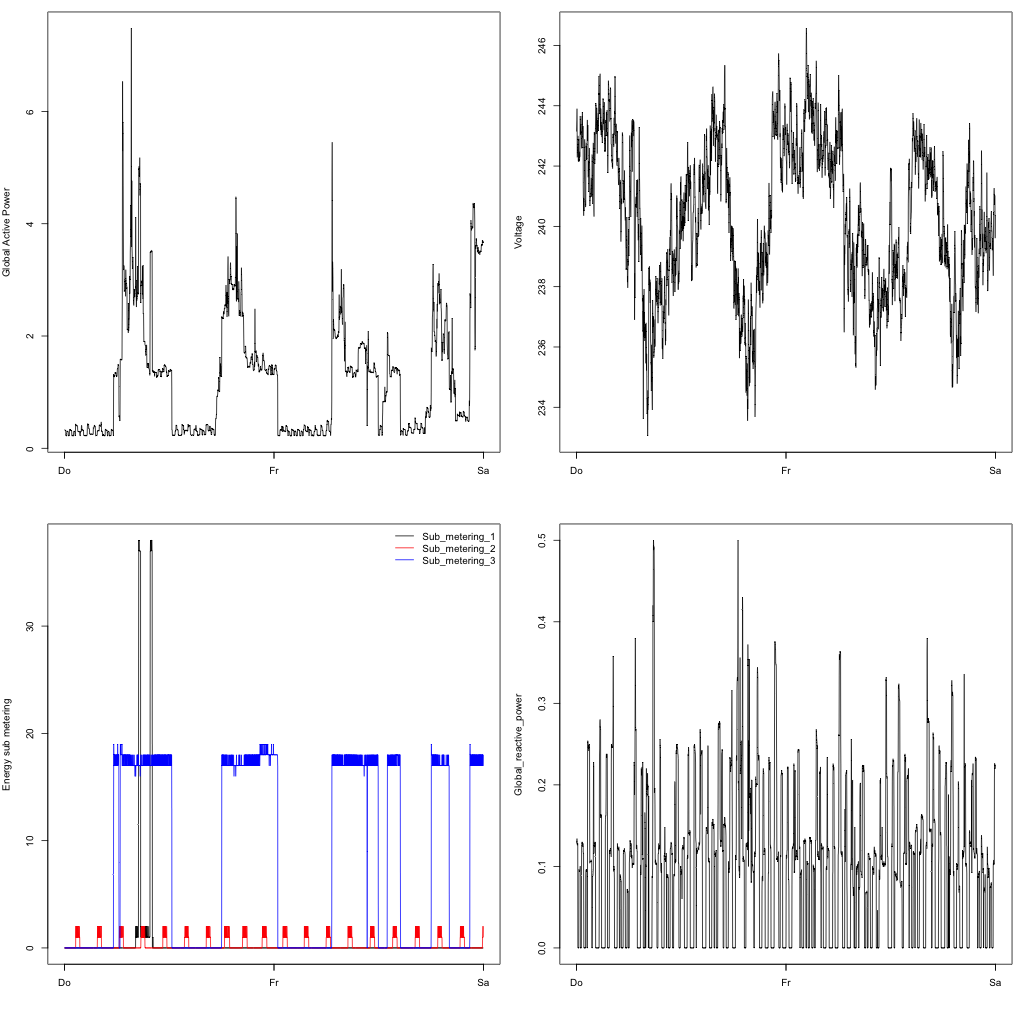 Global Active Power
6
4
2
0
Do Fr Sa
Voltage
246
244
242
240
238
236
234
Do Fr Sa
Energy sub metering
30
20
10
0
Sub_metering_1
Sub_metering_2
Sub_metering_3
Do Fr Sa
Global_reactive_power
0.5
0.4
0.3
0.2
0.1
0.0
Do Fr Sa